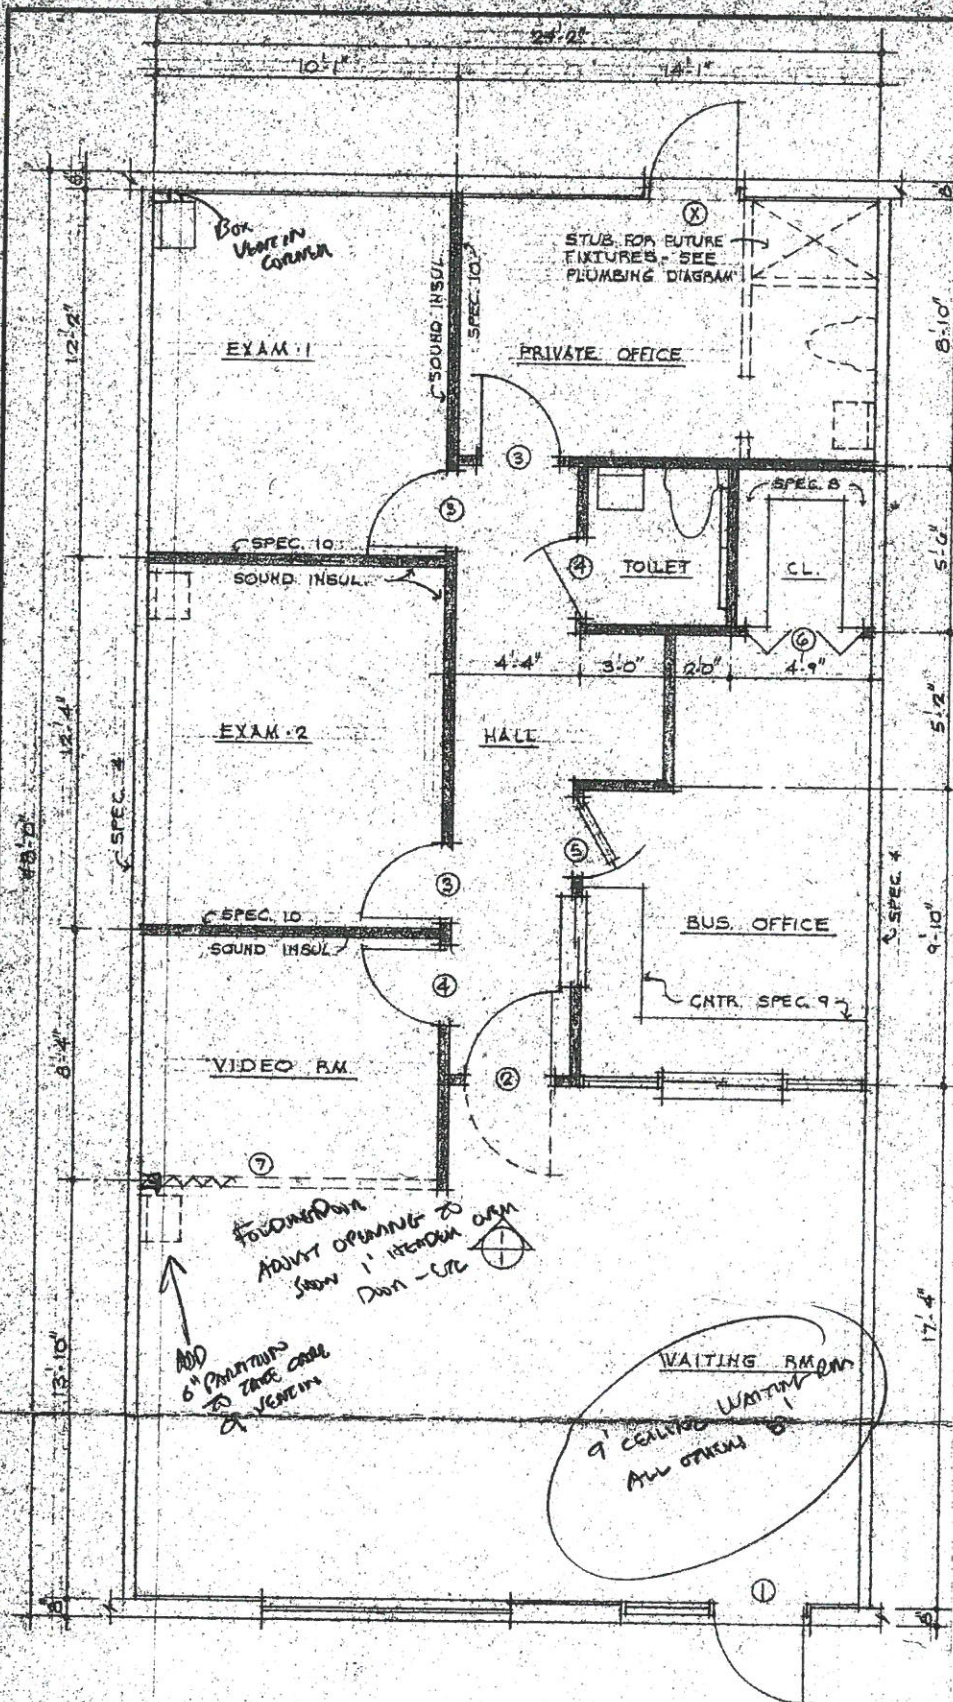 24'-2"
10'-1"
14'-1"
6"
8"
BOX
VENT IN
CORNER
X
STUB FOR FUTURE
FIXTURES - SEE
PLUMBING DIAGRAM
SOUND INSUL.
SPEC. 10
12'-2"
EXAM·1
PRIVATE OFFICE
8'-10"
3
3
SPEC. 10
SOUND INSUL.
4
TOILET
SPEC. 8
CL.
5'-6"
6
4'-4"
3'-0"
2'-0"
4'-9"
12'-4"
EXAM·2
HALL
5'-2"
48'-0"
SPEC. 4
5
3
SPEC. 10
SOUND INSUL.
BUS. OFFICE
SPEC. 4
9'-10"
4
CNTR. SPEC. 9
8'-4"
VIDEO RM.
2
7
FOLDING DOOR
ADJUST OPENING TO
SHOW 1' HEADER OVER
DOOR - ETC
ADD
6" PARTITION
TO TAKE CARE
OF VENT IN
13'-10"
17'-4"
WAITING RM
9' CEILING WAITING RM
ALL OTHERS 8'
1
8"
8"